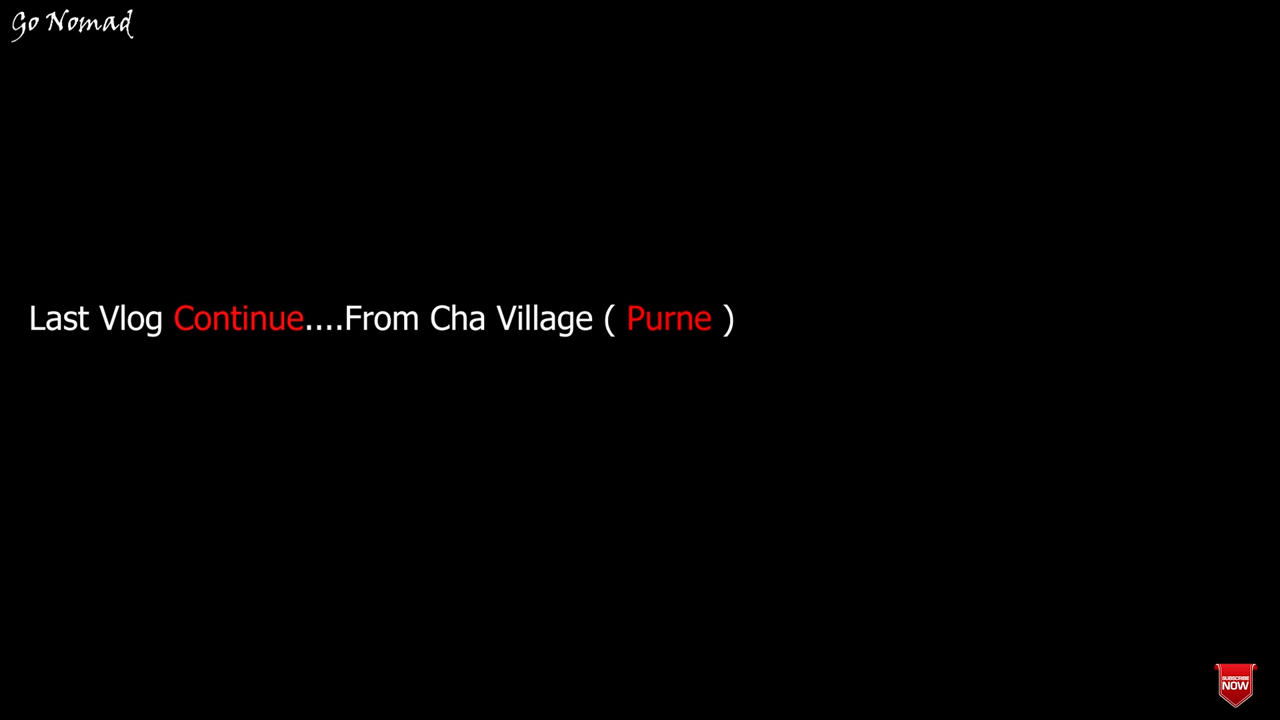 Go Nomad
Last Vlog Continue....From Cha Village ( Purne )
SUBSCRIBE
NOW